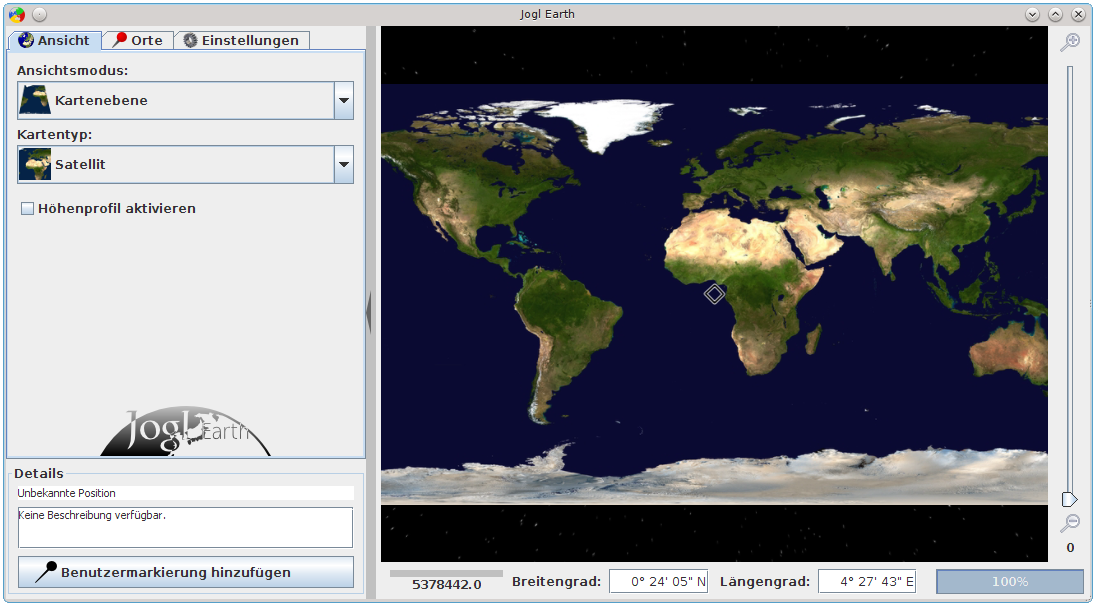 Jogl Earth
Ansicht
Orte
Einstellungen
Ansichtsmodus:
Kartenebene
Kartentyp:
Satellit
Höhenprofil aktivieren
Jogl Earth
Details
Unbekannte Position
Keine Beschreibung verfügbar.
Benutzermarkierung hinzufügen
5378442.0
Breitengrad:
0° 24' 05" N
Längengrad:
4° 27' 43" E
100%
0